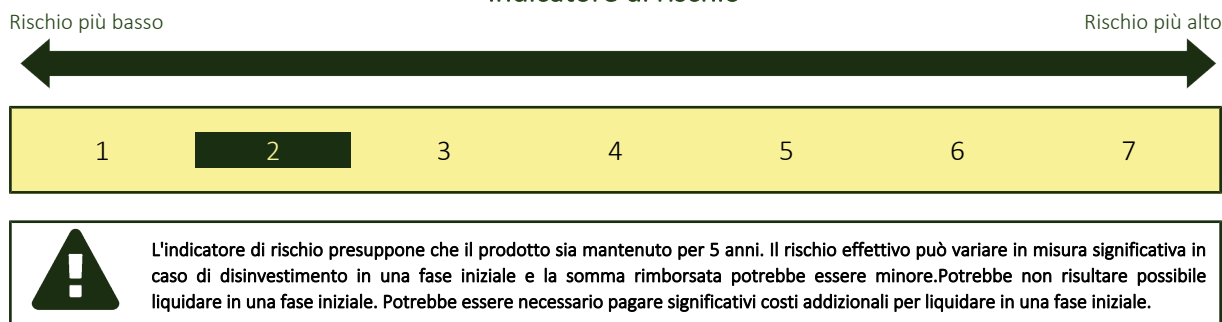 Indicatore di rischio
Rischio più basso
Rischio più alto
1 2 3 4 5 6 7
L'indicatore di rischio presuppone che il prodotto sia mantenuto per 5 anni. Il rischio effettivo può variare in misura significativa in
caso di disinvestimento in una fase iniziale e la somma rimborsata potrebbe essere minore.Potrebbe non risultare possibile
liquidare in una fase iniziale. Potrebbe essere necessario pagare significativi costi addizionali per liquidare in una fase iniziale.